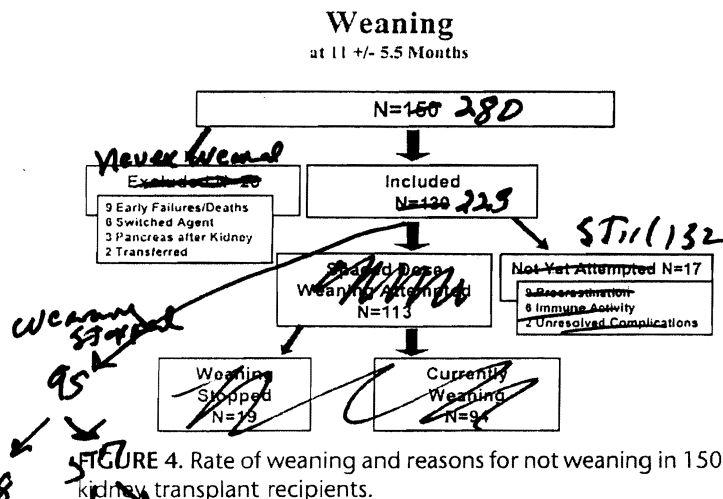 Weaning
at 11 +/- 5.5 Months
N=150 280
Never weaned
Excluded N=20
9 Early Failures/Deaths
6 Switched Agent
3 Pancreas after Kidney
2 Transferred
Included
N=130 223
Still 132
Not Yet Attempted N=17
9 Procrastination
6 Immune Activity
2 Unresolved Complications
Spaced Dose
Weaning Attempted
N=113
Weaning
Stopped
95
Weaning
Stopped
N=19
Currently
Weaning
N=94
FIGURE 4. Rate of weaning and reasons for not weaning in 150
kidney transplant recipients.